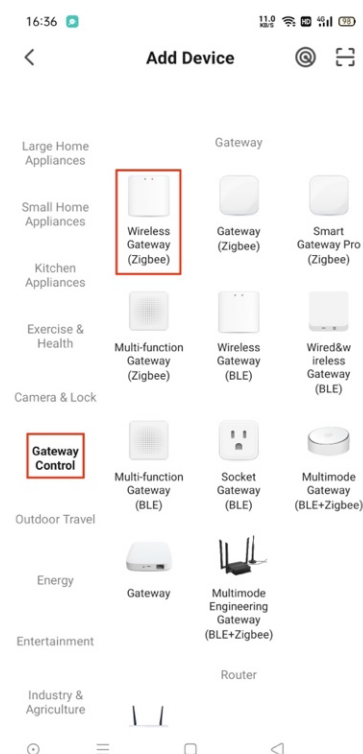 16:36
11.0
KB/S
HD
4G
98
Add Device
Large Home
Appliances
Small Home
Appliances
Kitchen
Appliances
Exercise &
Health
Camera & Lock
Gateway
Control
Outdoor Travel
Energy
Entertainment
Industry &
Agriculture
Gateway
Wireless
Gateway
(Zigbee)
Gateway
(Zigbee)
Smart
Gateway Pro
(Zigbee)
Multi-function
Gateway
(Zigbee)
Wireless
Gateway
(BLE)
Wired&w
ireless
Gateway
(BLE)
Multi-function
Gateway
(BLE)
Socket
Gateway
(BLE)
Multimode
Gateway
(BLE+Zigbee)
Gateway
Multimode
Engineering
Gateway
(BLE+Zigbee)
Router